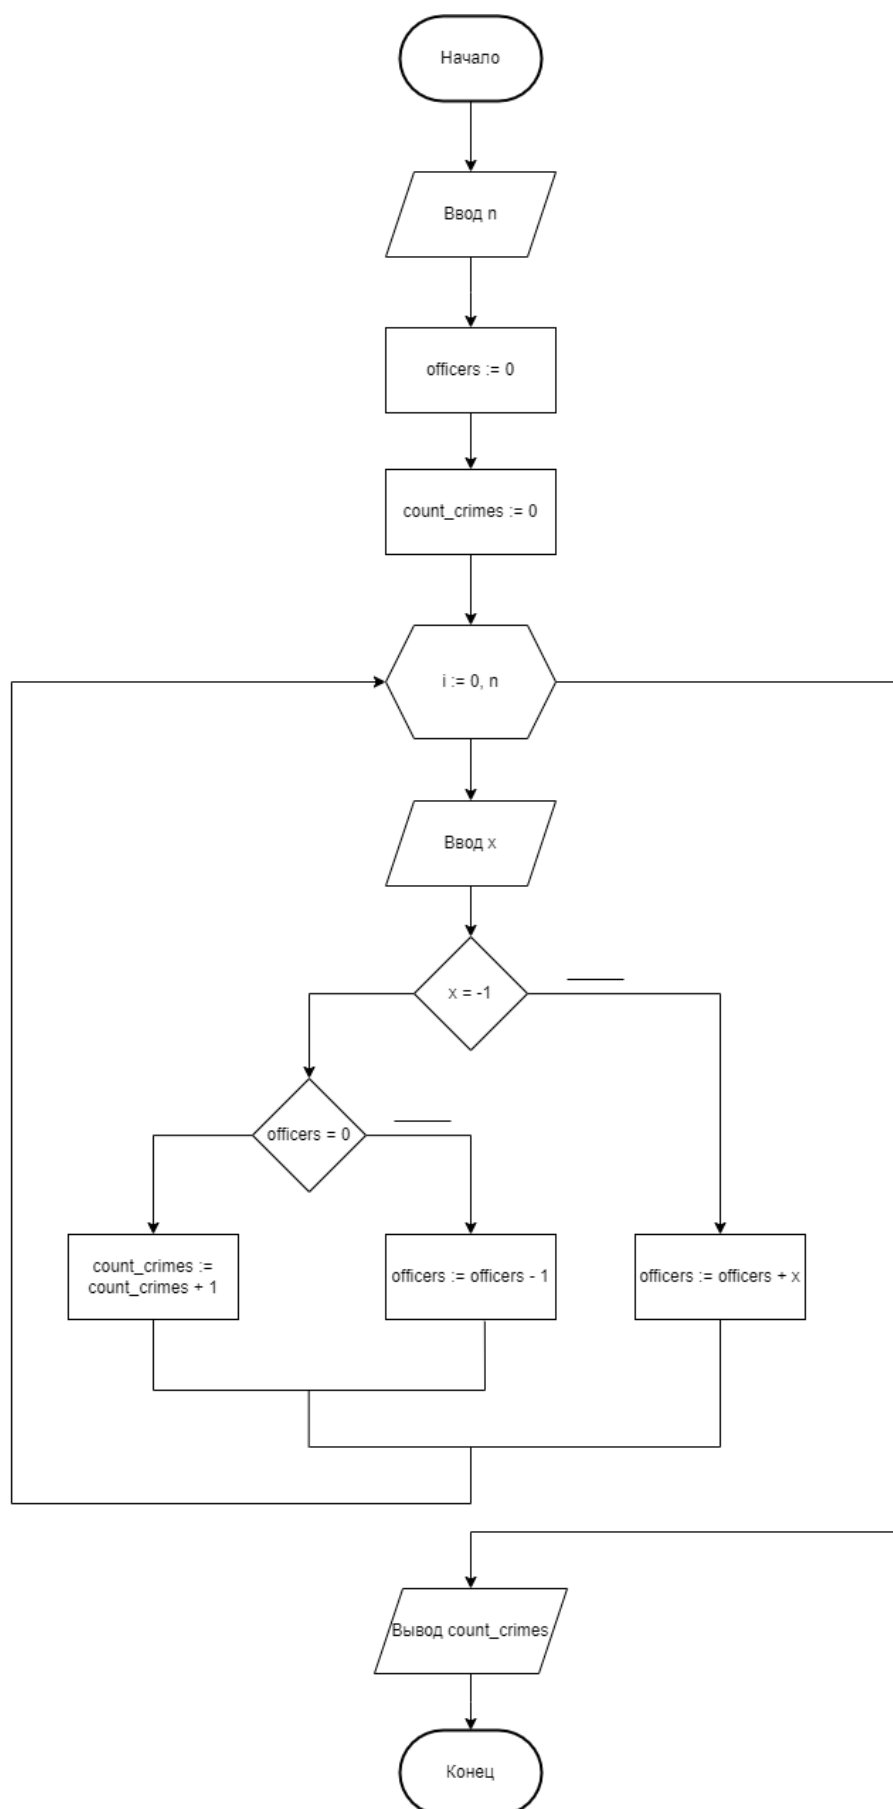 Начало
Ввод n
officers := 0
count_crimes := 0
i := 0, n
Ввод x
x = -1
officers = 0
count_crimes :=
count_crimes + 1
officers := officers - 1
officers := officers + x
Вывод count_crimes
Конец